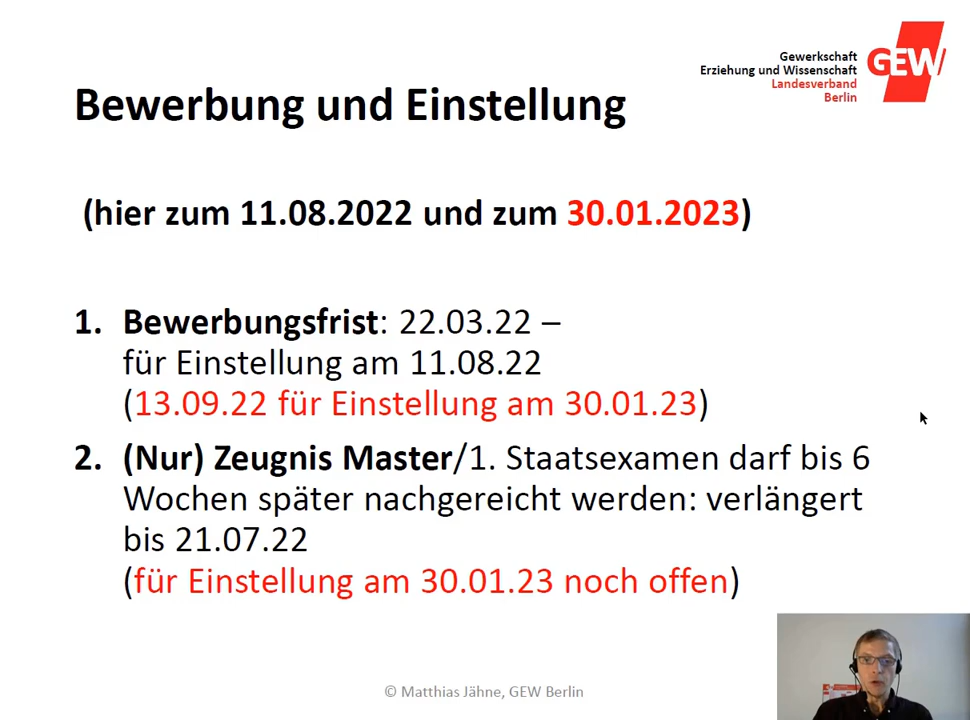 Gewerkschaft
Erziehung und Wissenschaft
Landesverband
Berlin
GEW
Bewerbung und Einstellung
(hier zum 11.08.2022 und zum 30.01.2023)
1. Bewerbungsfrist: 22.03.22 –
für Einstellung am 11.08.22
(13.09.22 für Einstellung am 30.01.23)
2. (Nur) Zeugnis Master/1. Staatsexamen darf bis 6
Wochen später nachgereicht werden: verlängert
bis 21.07.22
(für Einstellung am 30.01.23 noch offen)
© Matthias Jähne, GEW Berlin